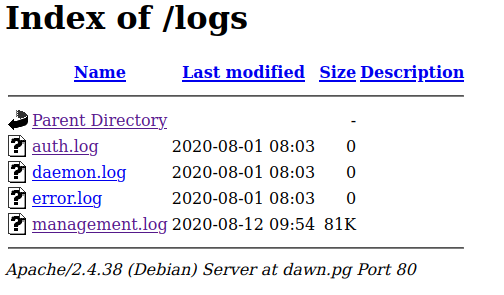 Index of /logs
Name Last modified Size Description
Parent Directory -
auth.log 2020-08-01 08:03 0
daemon.log 2020-08-01 08:03 0
error.log 2020-08-01 08:03 0
management.log 2020-08-12 09:54 81K
Apache/2.4.38 (Debian) Server at dawn.pg Port 80